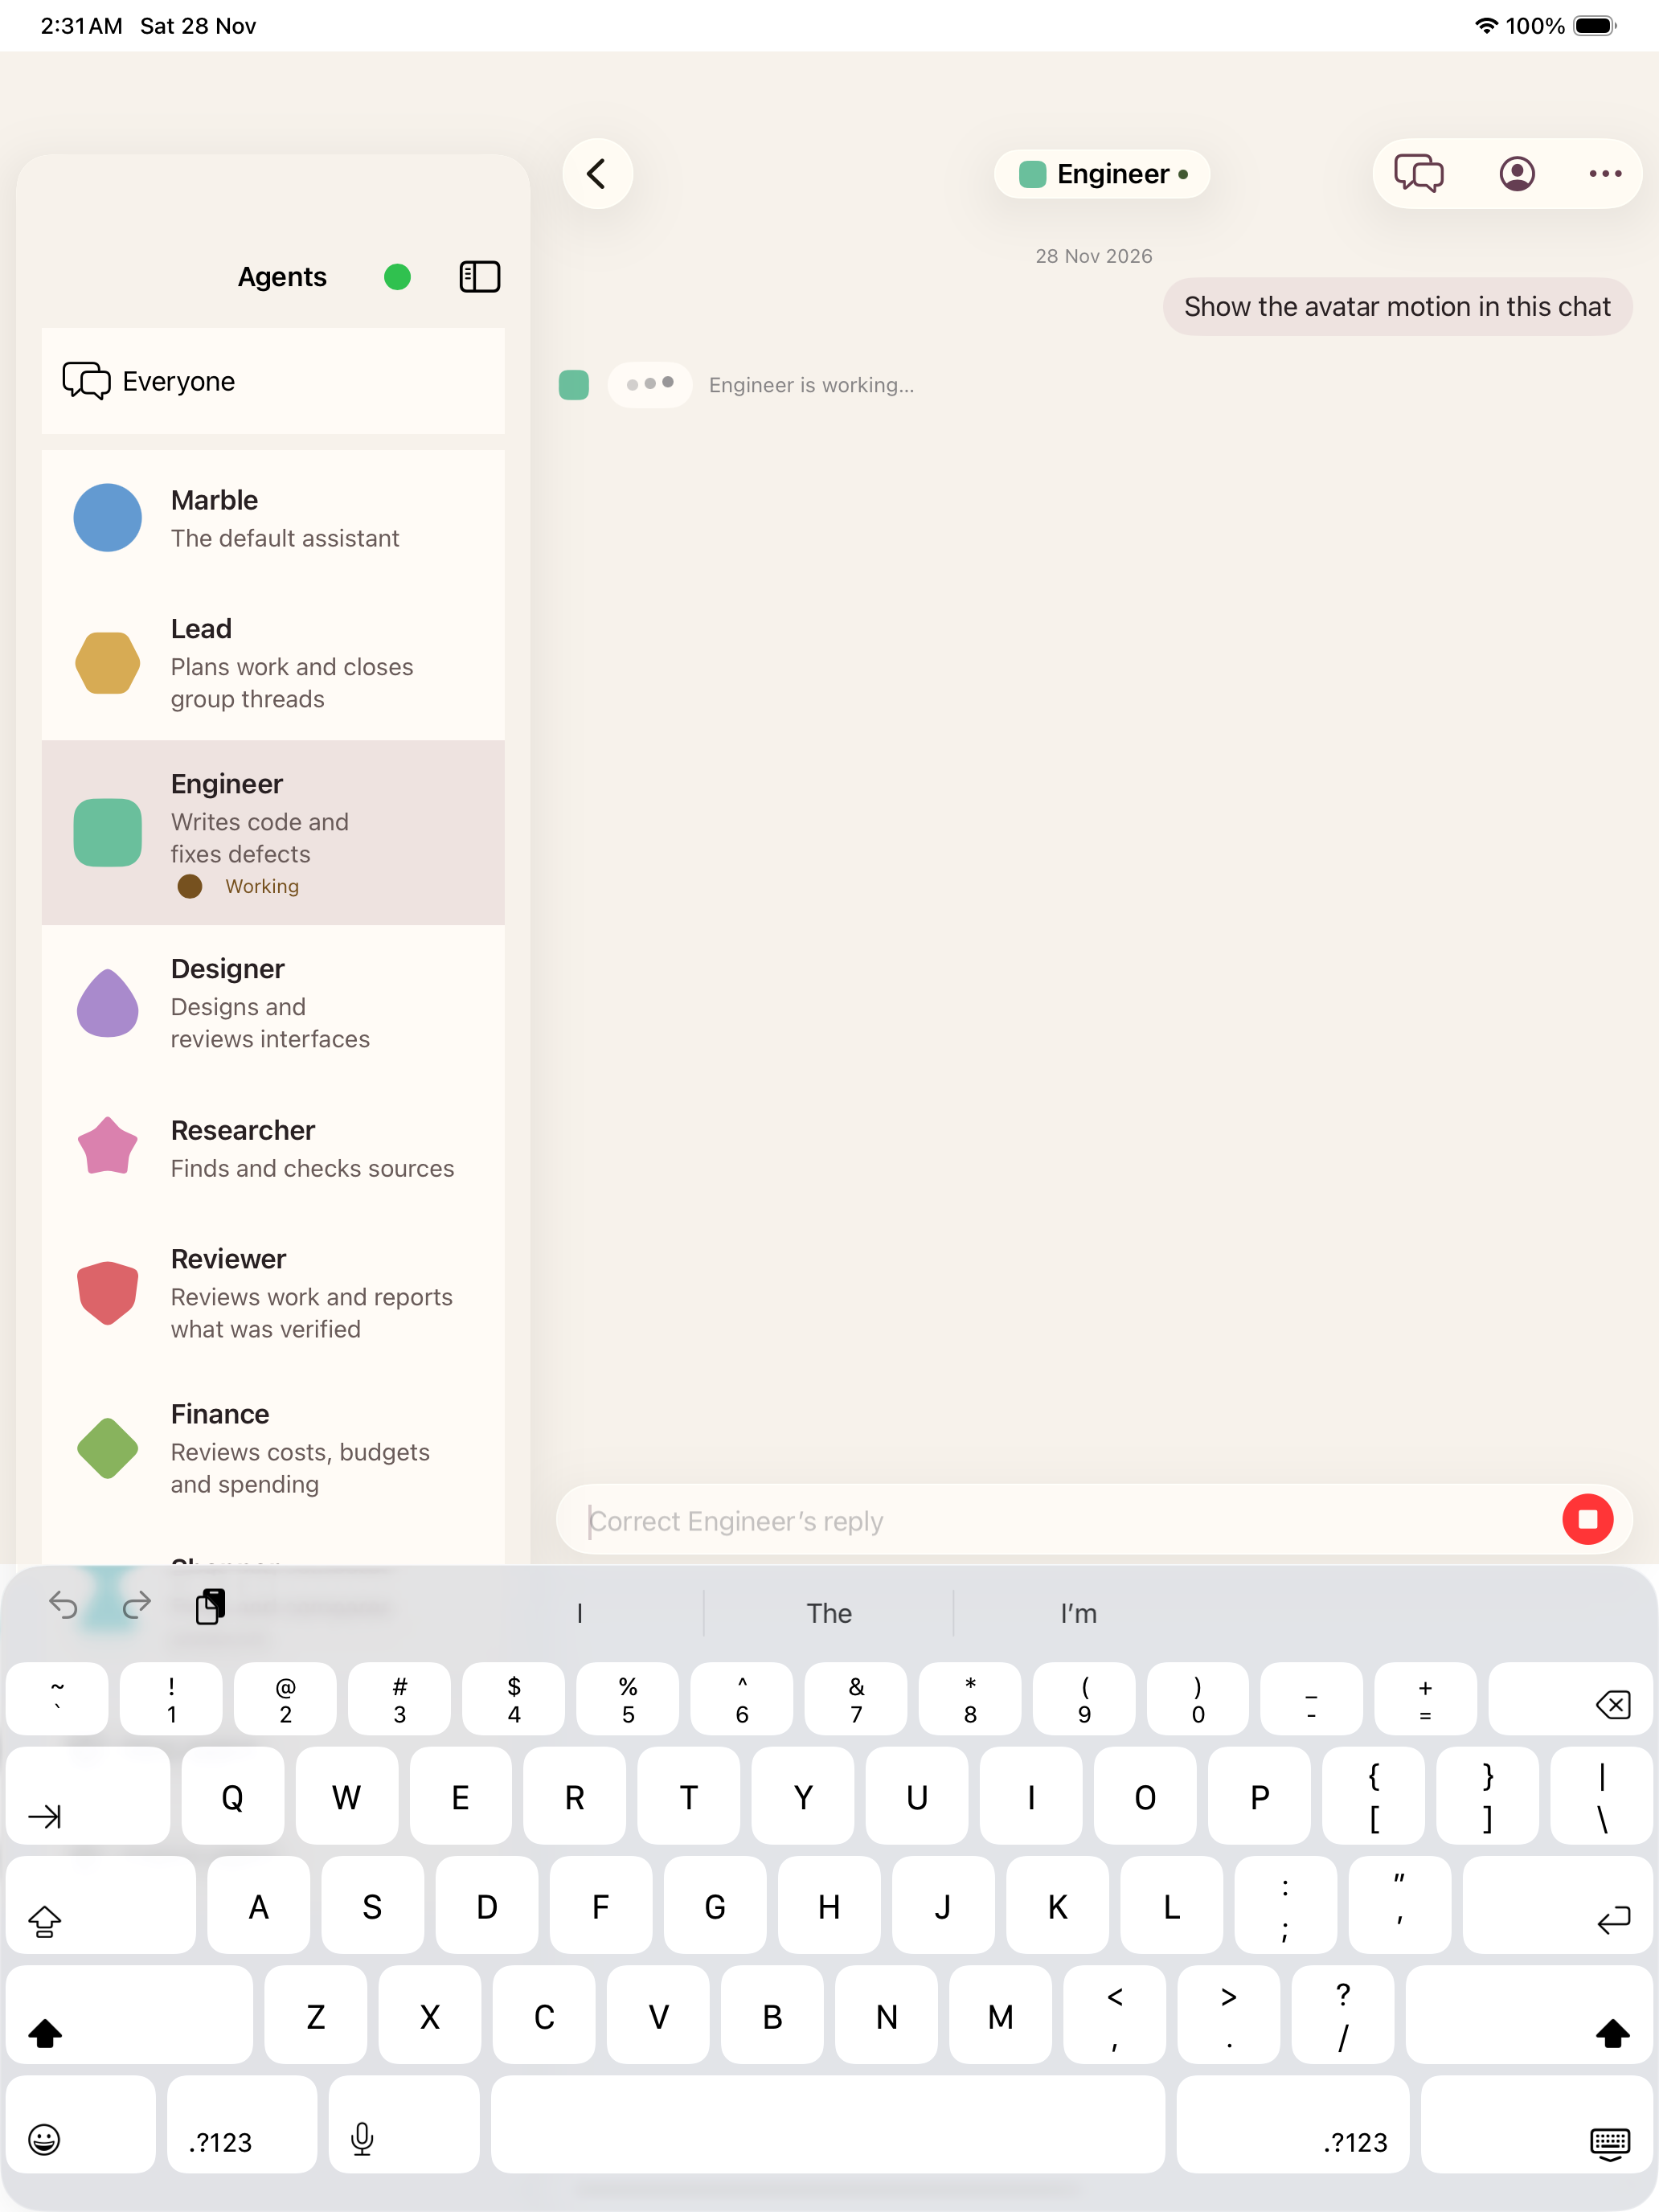 2:31 AM Sat 28 Nov
100%
Agents
Everyone
Marble
The default assistant
Lead
Plans work and closes
group threads
Engineer
Writes code and
fixes defects
Working
Designer
Designs and
reviews interfaces
Researcher
Finds and checks sources
Reviewer
Reviews work and reports
what was verified
Finance
Reviews costs, budgets
and spending
Engineer
28 Nov 2026
Show the avatar motion in this chat
Engineer is working...
Correct Engineer’s reply
I The I’m
~ ! @ # $ % ^ & * ( ) _ +
` 1 2 3 4 5 6 7 8 9 0 - =
Q W E R T Y U I O P { } |
[ ] \
A S D F G H J K L : "
; '
Z X C V B N M < > ?
, . /
.?123 .?123